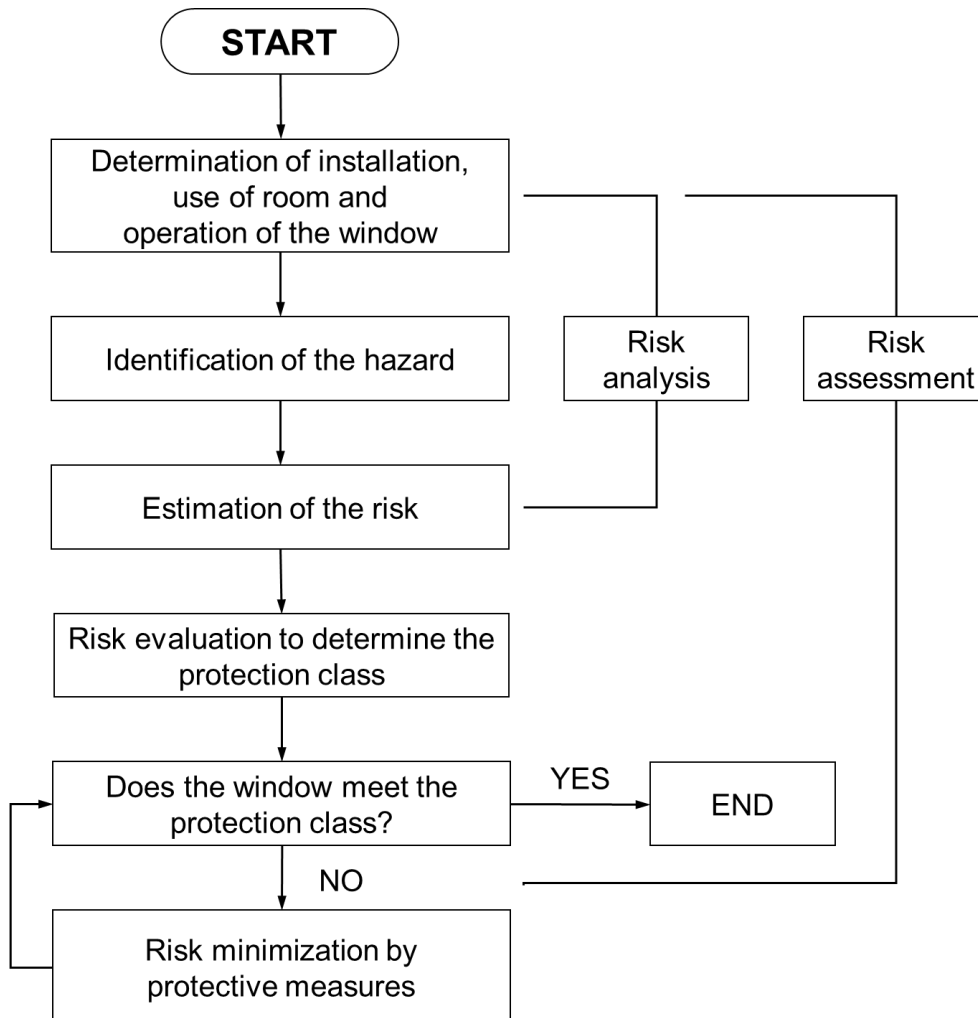 START
Determination of installation,
use of room and
operation of the window
Identification of the hazard
Risk
analysis
Risk
assessment
Estimation of the risk
Risk evaluation to determine the
protection class
Does the window meet the
protection class?
YES
END
NO
Risk minimization by
protective measures